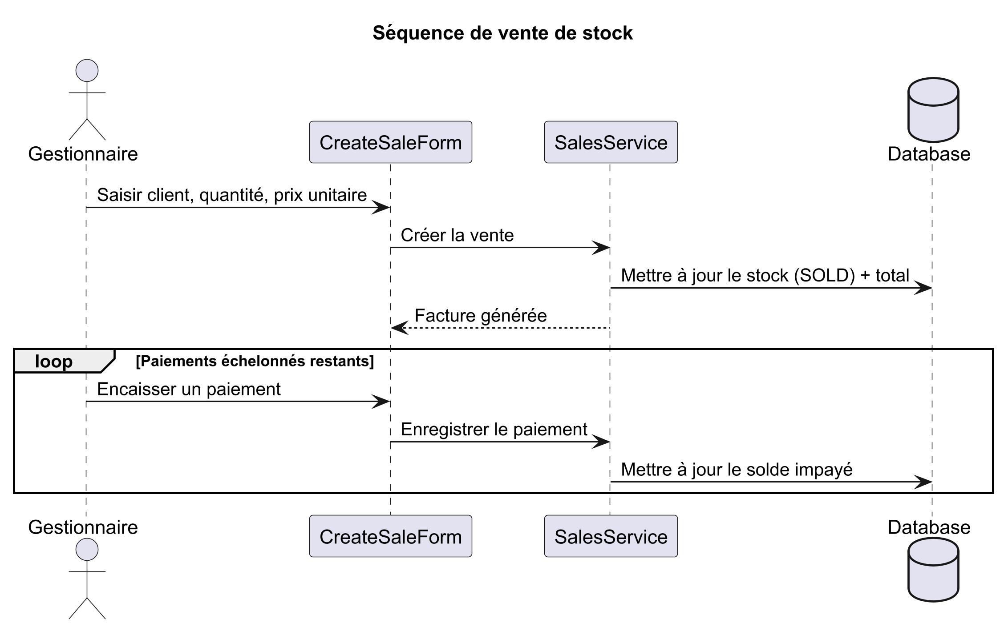 Séquence de vente de stock
Gestionnaire
CreateSaleForm
SalesService
Database
Saisir client, quantité, prix unitaire
Créer la vente
Mettre à jour le stock (SOLD) + total
Facture générée
loop
[Paiements échelonnés restants]
Encaisser un paiement
Enregistrer le paiement
Mettre à jour le solde impayé
Gestionnaire
CreateSaleForm
SalesService
Database